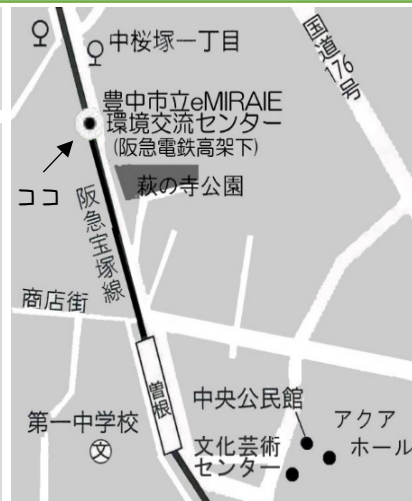 中桜塚一丁目
国道176号
豊中市立eMIRAIE
環境交流センター
(阪急電鉄高架下)
ココ
萩の寺公園
阪急宝塚線
商店街
曽根
中央公民館
第一中学校
文
アクア
ホール
文化芸術
センター